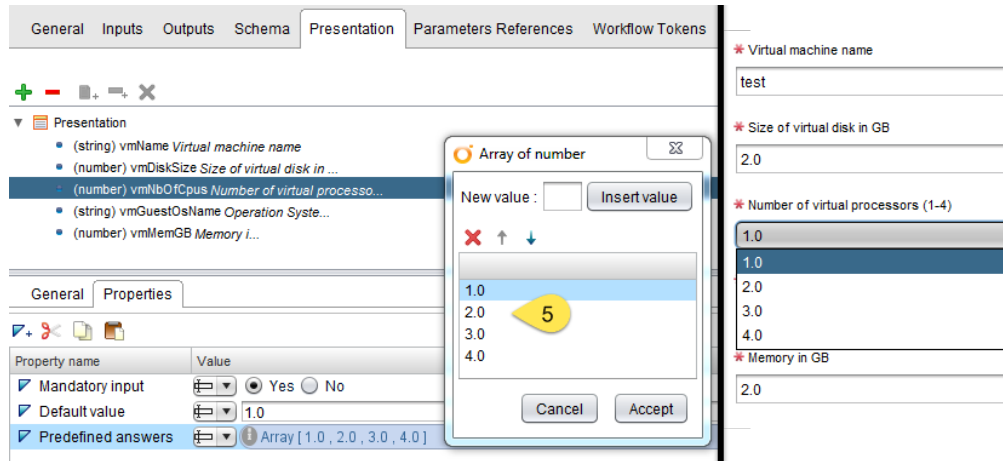 General Inputs Outputs Schema Presentation Parameters References Workflow Tokens
Presentation
(string) vmName Virtual machine name
(number) vmDiskSize Size of virtual disk in ...
(number) vmNbOfCpus Number of virtual processo...
(string) vmGuestOsName Operation Syste...
(number) vmMemGB Memory i...
General Properties
Property name Value
Mandatory input Yes No
Default value 1.0
Predefined answers Array [ 1.0 , 2.0 , 3.0 , 4.0 ]
Array of number
New value : Insert value
1.0
2.0
5
3.0
4.0
Cancel Accept
* Virtual machine name
test
* Size of virtual disk in GB
2.0
* Number of virtual processors (1-4)
1.0
1.0
2.0
3.0
4.0
* Memory in GB
2.0